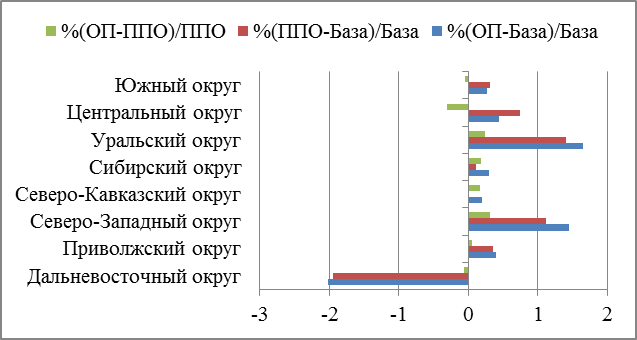 %(ОП-ППО)/ППО %(ППО-База)/База %(ОП-База)/База
Южный округ
Центральный округ
Уральский округ
Сибирский округ
Северо-Кавказский округ
Северо-Западный округ
Приволжский округ
Дальневосточный округ
-3 -2 -1 0 1 2